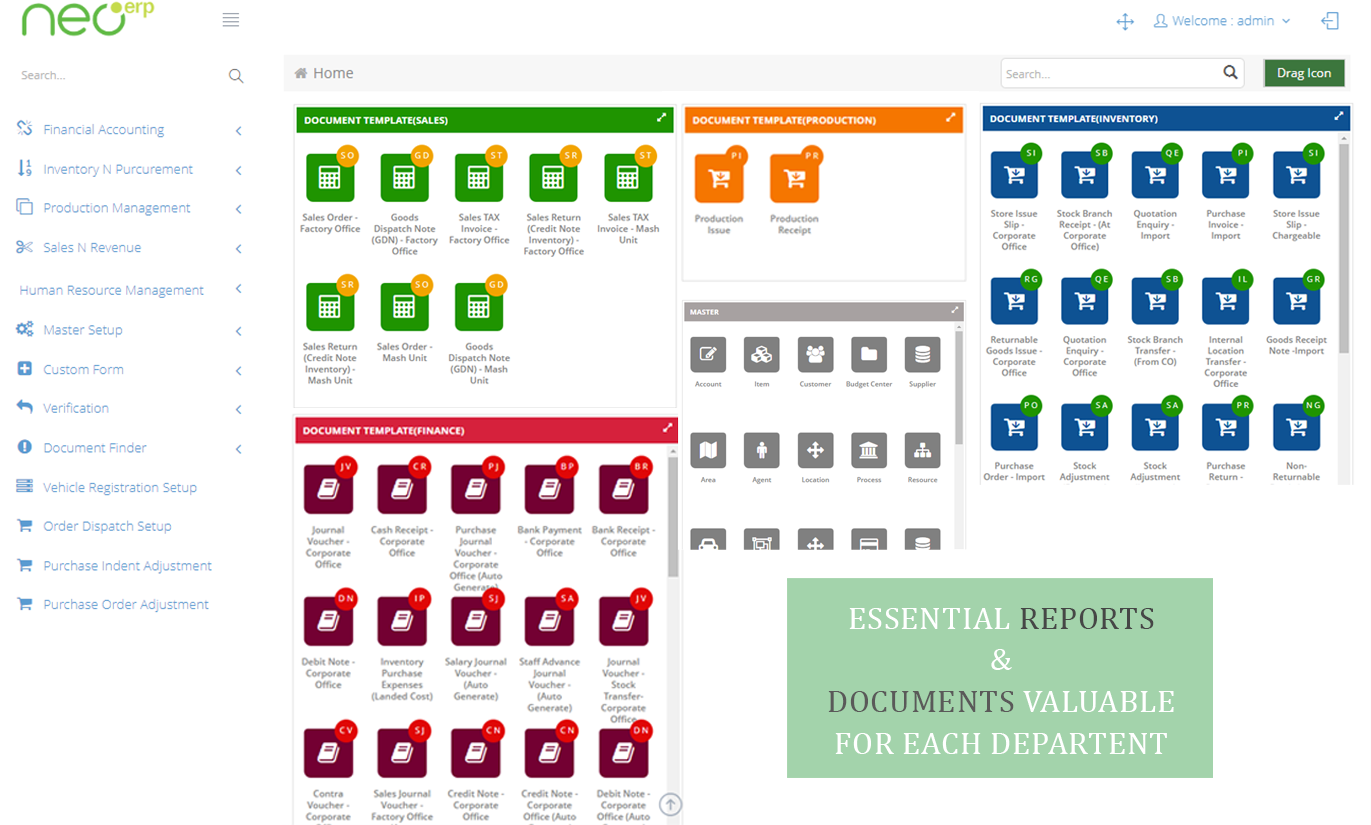 neo erp
Welcome : admin
Search...
Home
Search...
Drag Icon
Financial Accounting
Inventory N Purcurement
Production Management
Sales N Revenue
Human Resource Management
Master Setup
Custom Form
Verification
Document Finder
Vehicle Registration Setup
Order Dispatch Setup
Purchase Indent Adjustment
Purchase Order Adjustment
DOCUMENT TEMPLATE(SALES)
SO GD ST SR ST
Sales Order -
Factory Office
Goods
Dispatch Note
(GDN) - Factory
Office
Sales TAX
Invoice -
Factory Office
Sales Return
(Credit Note
Inventory) -
Factory Office
Sales TAX
Invoice - Mash
Unit
SR SO GD
Sales Return
(Credit Note
Inventory) -
Mash Unit
Sales Order -
Mash Unit
Goods
Dispatch Note
(GDN) - Mash
Unit
DOCUMENT TEMPLATE(PRODUCTION)
PI PR
Production
Issue
Production
Receipt
DOCUMENT TEMPLATE(INVENTORY)
SI SB QE PI SI
Store Issue
Slip -
Corporate
Office
Stock Branch
Receipt - (At
Corporate
Office)
Quotation
Enquiry -
Import
Purchase
Invoice -
Import
Store Issue
Slip -
Chargeable
RG QE SB IL GR
Returnable
Goods Issue -
Corporate
Office
Quotation
Enquiry -
Corporate
Office
Stock Branch
Transfer -
(From CO)
Internal
Location
Transfer -
Corporate
Office
Goods Receipt
Note -Import
PO SA SA PR NG
Purchase
Order - Import
Stock
Adjustment
Stock
Adjustment
Purchase
Return -
Non-
Returnable
MASTER
Account Item Customer Budget Center Supplier
Area Agent Location Process Resource
DOCUMENT TEMPLATE(FINANCE)
JV CR PJ BP BR
Journal
Voucher -
Corporate
Office
Cash Receipt -
Corporate
Office
Purchase
Journal
Voucher -
Corporate
Office (Auto
Generate)
Bank Payment
- Corporate
Office
Bank Receipt -
Corporate
Office
DN IP SJ SA JV
Debit Note -
Corporate
Office
Inventory
Purchase
Expenses
(Landed Cost)
Salary Journal
Voucher -
(Auto
Generate)
Staff Advance
Journal
Voucher -
(Auto
Generate)
Journal
Voucher -
Stock
Transfer-
Corporate
Office
CV SJ CN CN DN
Contra
Voucher -
Corporate
Sales Journal
Voucher -
Factory Office
Credit Note -
Corporate
Office
Credit Note -
Corporate
Office (Auto
Debit Note -
Corporate
Office (Auto
ESSENTIAL REPORTS
&
DOCUMENTS VALUABLE
FOR EACH DEPARTENT